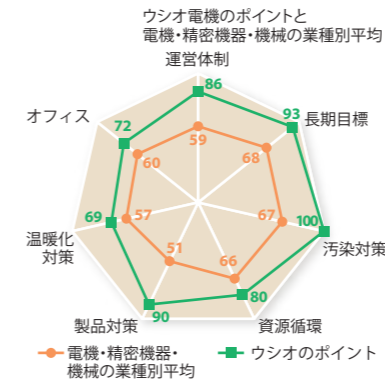 ウシオ電機のポイントと
電機・精密機器・機械の業種別平均
運営体制
86
59
長期目標
93
68
汚染対策
100
67
資源循環
80
66
製品対策
90
51
温暖化
対策
69
57
オフィス
72
60
電機・精密機器・
機械の業種別平均
ウシオのポイント